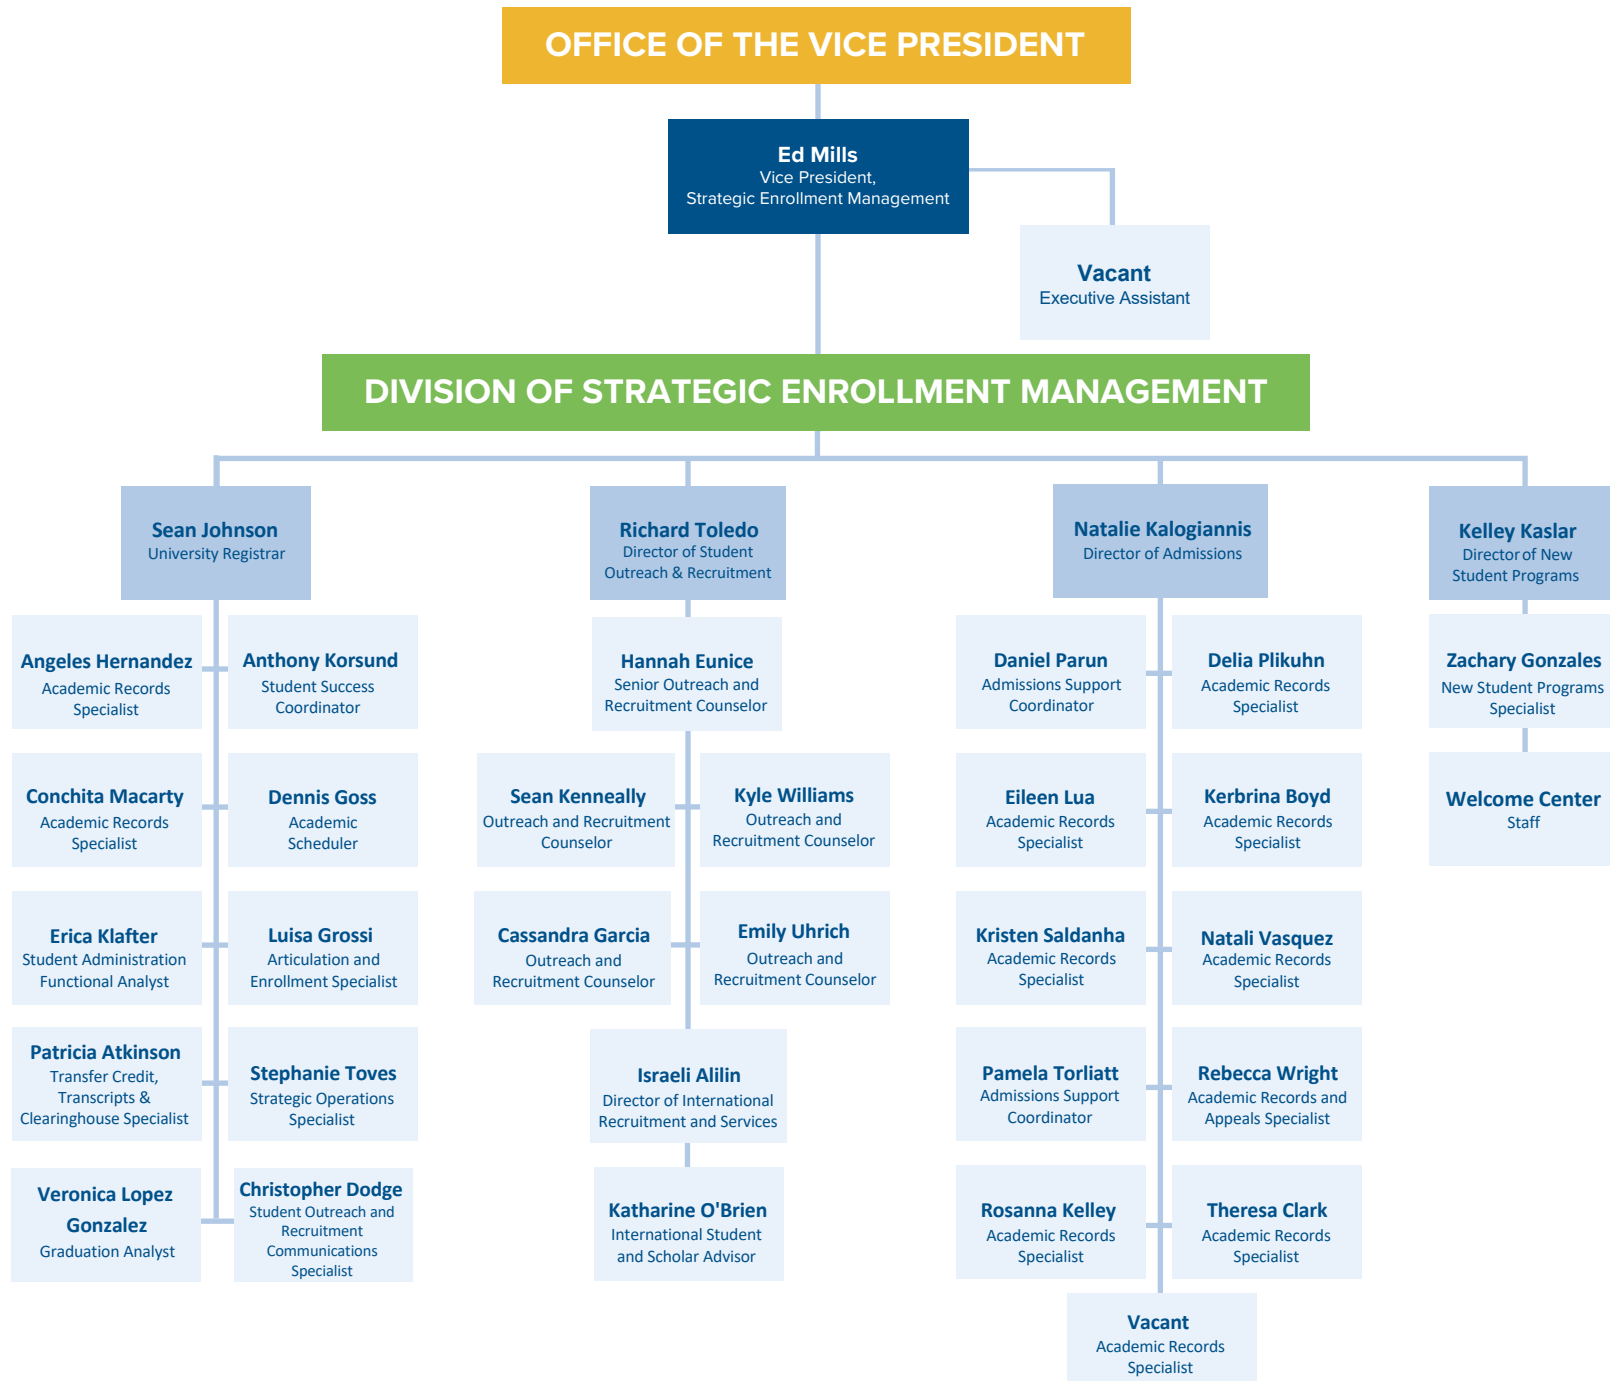 OFFICE OF THE VICE PRESIDENT
Ed Mills
Vice President,
Strategic Enrollment Management
Vacant
Executive Assistant
DIVISION OF STRATEGIC ENROLLMENT MANAGEMENT
Sean Johnson
University Registrar
Angeles Hernandez
Academic Records
Specialist
Anthony Korsund
Student Success
Coordinator
Conchita Macarty
Academic Records
Specialist
Dennis Goss
Academic
Scheduler
Erica Klafter
Student Administration
Functional Analyst
Luisa Grossi
Articulation and
Enrollment Specialist
Patricia Atkinson
Transfer Credit,
Transcripts &
Clearinghouse Specialist
Stephanie Toves
Strategic Operations
Specialist
Veronica Lopez
Gonzalez
Graduation Analyst
Christopher Dodge
Student Outreach and
Recruitment
Communications
Specialist
Richard Toledo
Director of Student
Outreach & Recruitment
Hannah Eunice
Senior Outreach and
Recruitment Counselor
Sean Kenneally
Outreach and Recruitment
Counselor
Kyle Williams
Outreach and
Recruitment Counselor
Cassandra Garcia
Outreach and
Recruitment Counselor
Emily Uhrich
Outreach and
Recruitment Counselor
Israeli Alilin
Director of International
Recruitment and Services
Katharine O'Brien
International Student
and Scholar Advisor
Natalie Kalogiannis
Director of Admissions
Daniel Parun
Admissions Support
Coordinator
Delia Plikuhn
Academic Records
Specialist
Eileen Lua
Academic Records
Specialist
Kerbrina Boyd
Academic Records
Specialist
Kristen Saldanha
Academic Records
Specialist
Natali Vasquez
Academic Records
Specialist
Pamela Torliatt
Admissions Support
Coordinator
Rebecca Wright
Academic Records and
Appeals Specialist
Rosanna Kelley
Academic Records
Specialist
Theresa Clark
Academic Records
Specialist
Vacant
Academic Records
Specialist
Kelley Kaslar
Director of New
Student Programs
Zachary Gonzales
New Student Programs
Specialist
Welcome Center
Staff